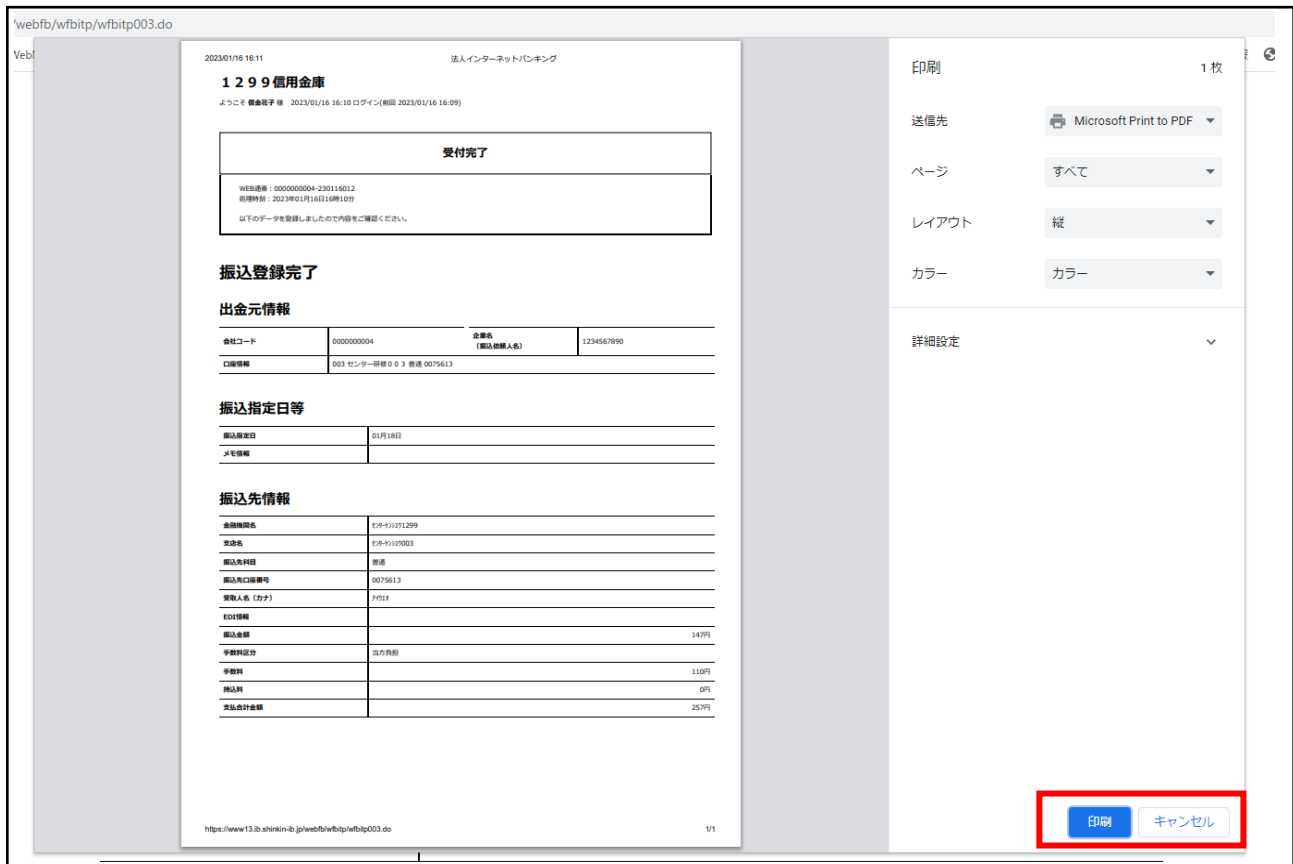 /webfb/wfbitp/wfbitp003.do
2023/01/16 16:11 法人インターネットバンキング
１２９９信用金庫
ようこそ 信金花子 様 2023/01/16 16:10 ログイン(前回 2023/01/16 16:09)
受付完了
WEB通番：0000000004-230116012
処理時刻：2023年01月16日16時10分
以下のデータを登録しましたので内容をご確認ください。
振込登録完了
出金元情報
会社コード 0000000004 企業名（振込依頼人名） 1234567890
口座情報 003 センター研修００３ 普通 0075613
振込指定日等
振込指定日 01月18日
メモ情報
振込先情報
金融機関名 ｾﾝﾀｰｹﾝｼﾕｳ1299
支店名 ｾﾝﾀｰｹﾝｼﾕｳ003
振込先科目 普通
振込先口座番号 0075613
受取人名（カナ） ｱｲｳｴｵ
EDI情報
振込金額 147円
手数料区分 当方負担
手数料 110円
持込料 0円
支払合計金額 257円
https://www13.ib.shinkin-ib.jp/webfb/wfbitp/wfbitp003.do 1/1
印刷 1 枚
送信先 Microsoft Print to PDF
ページ すべて
レイアウト 縦
カラー カラー
詳細設定
印刷 キャンセル